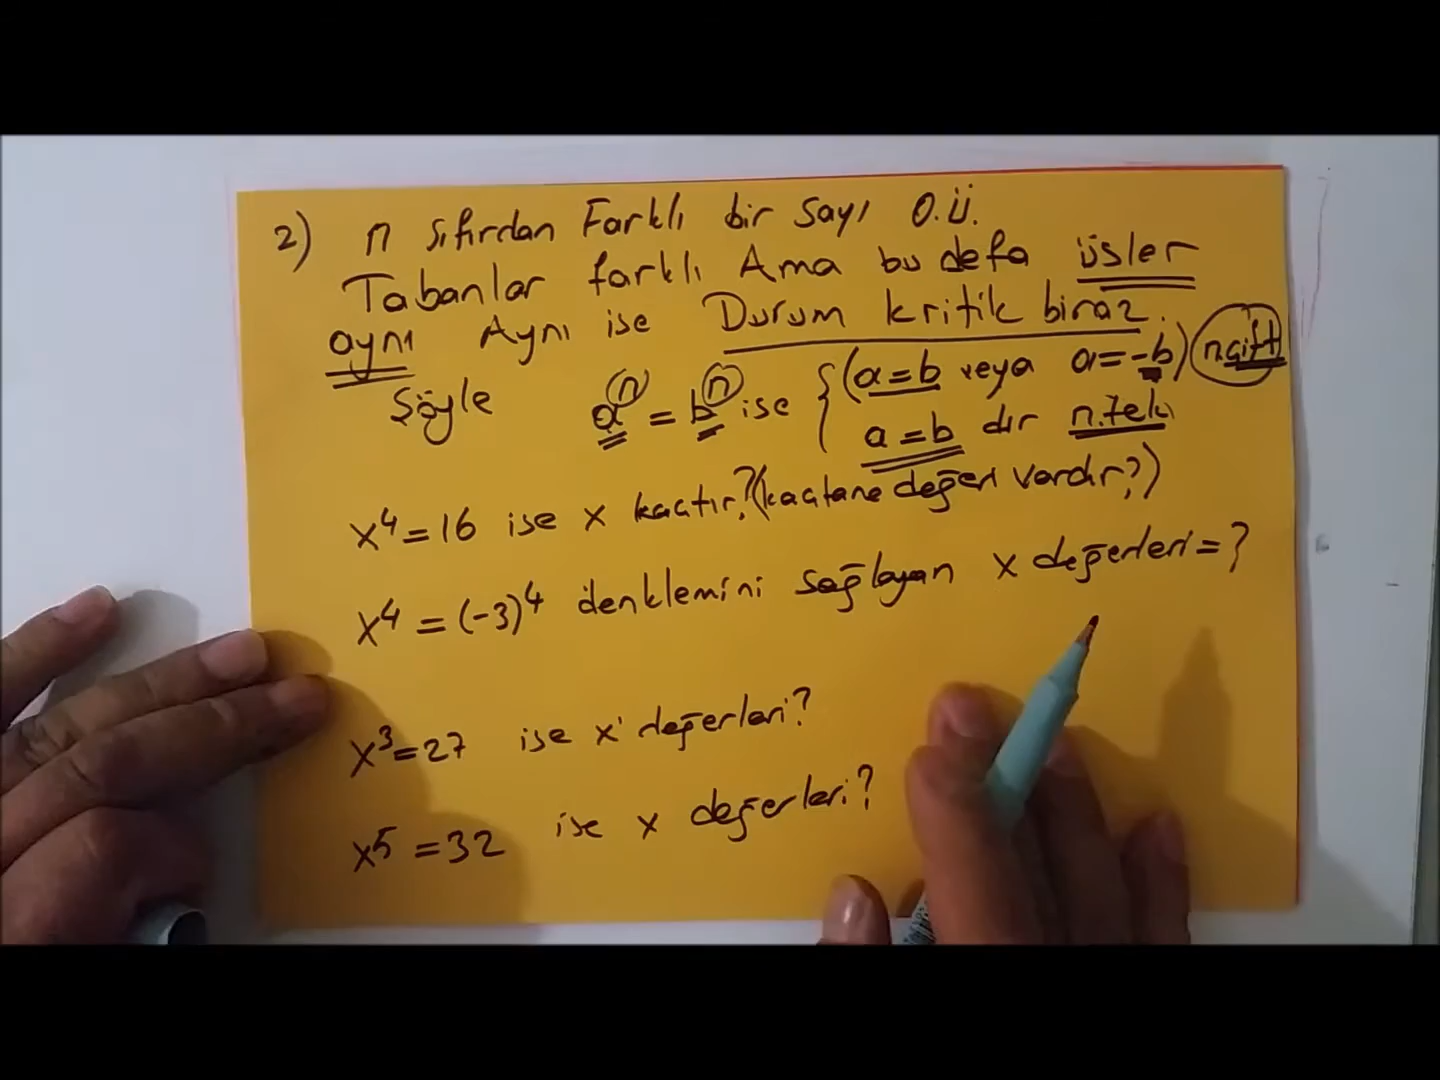 2) n sıfırdan Farklı bir sayı O.Ü.
Tabanlar farklı Ama bu defa üsler
aynı Aynı ise Durum kritik biraz.
Şöyle aⁿ = bⁿ ise { (a=b veya a=-b) n.çift
a=b dır n.tek
x⁴=16 ise x kaçtır? (kaçtane değeri vardır?)
x⁴=(-3)⁴ denklemini sağlayan x değerleri=?
x³=27 ise x değerleri?
x⁵=32 ise x değerleri?